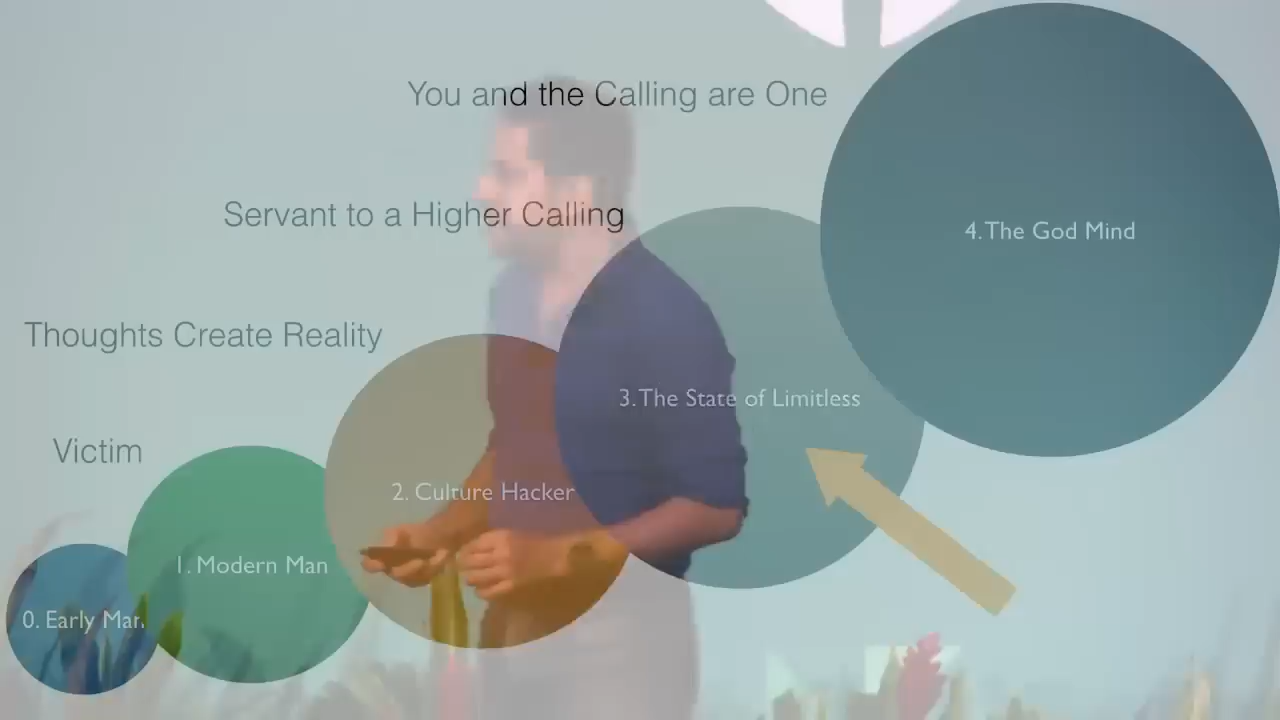 You and the Calling are One
Servant to a Higher Calling
4. The God Mind
Thoughts Create Reality
3. The State of Limitless
Victim
2. Culture Hacker
1. Modern Man
0. Early Man